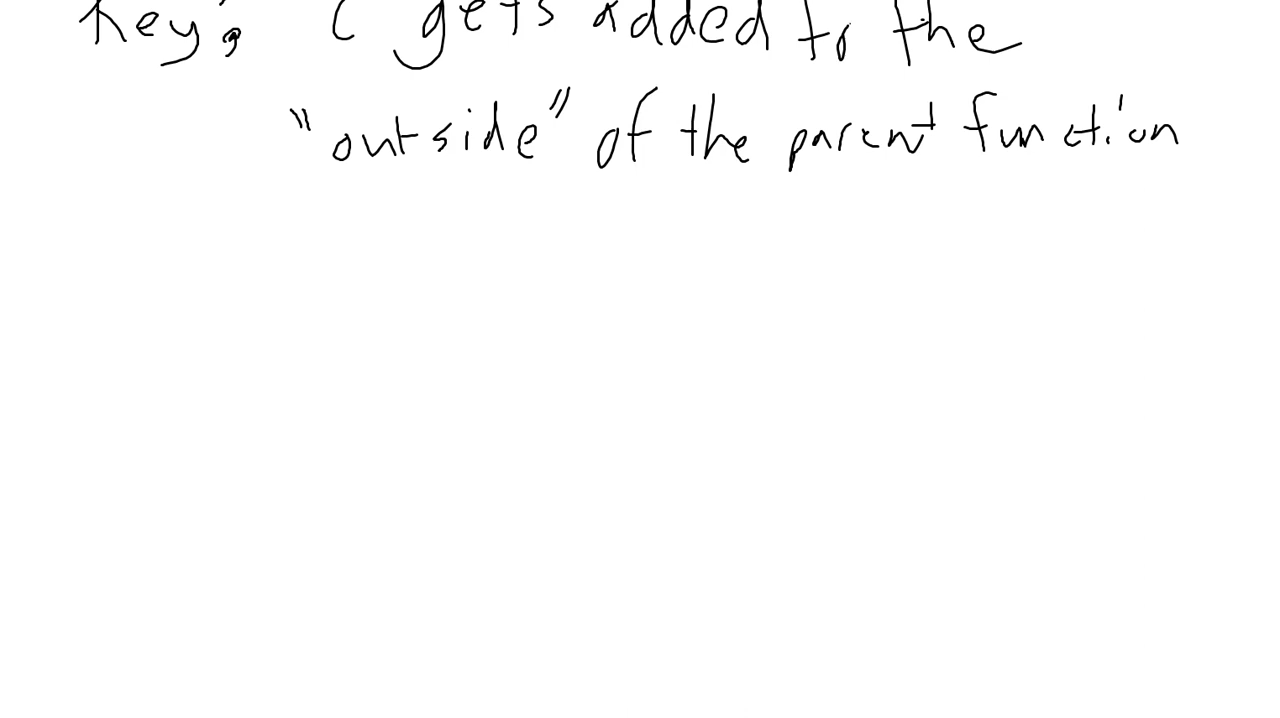 Key: C gets added to the
"outside" of the parent function